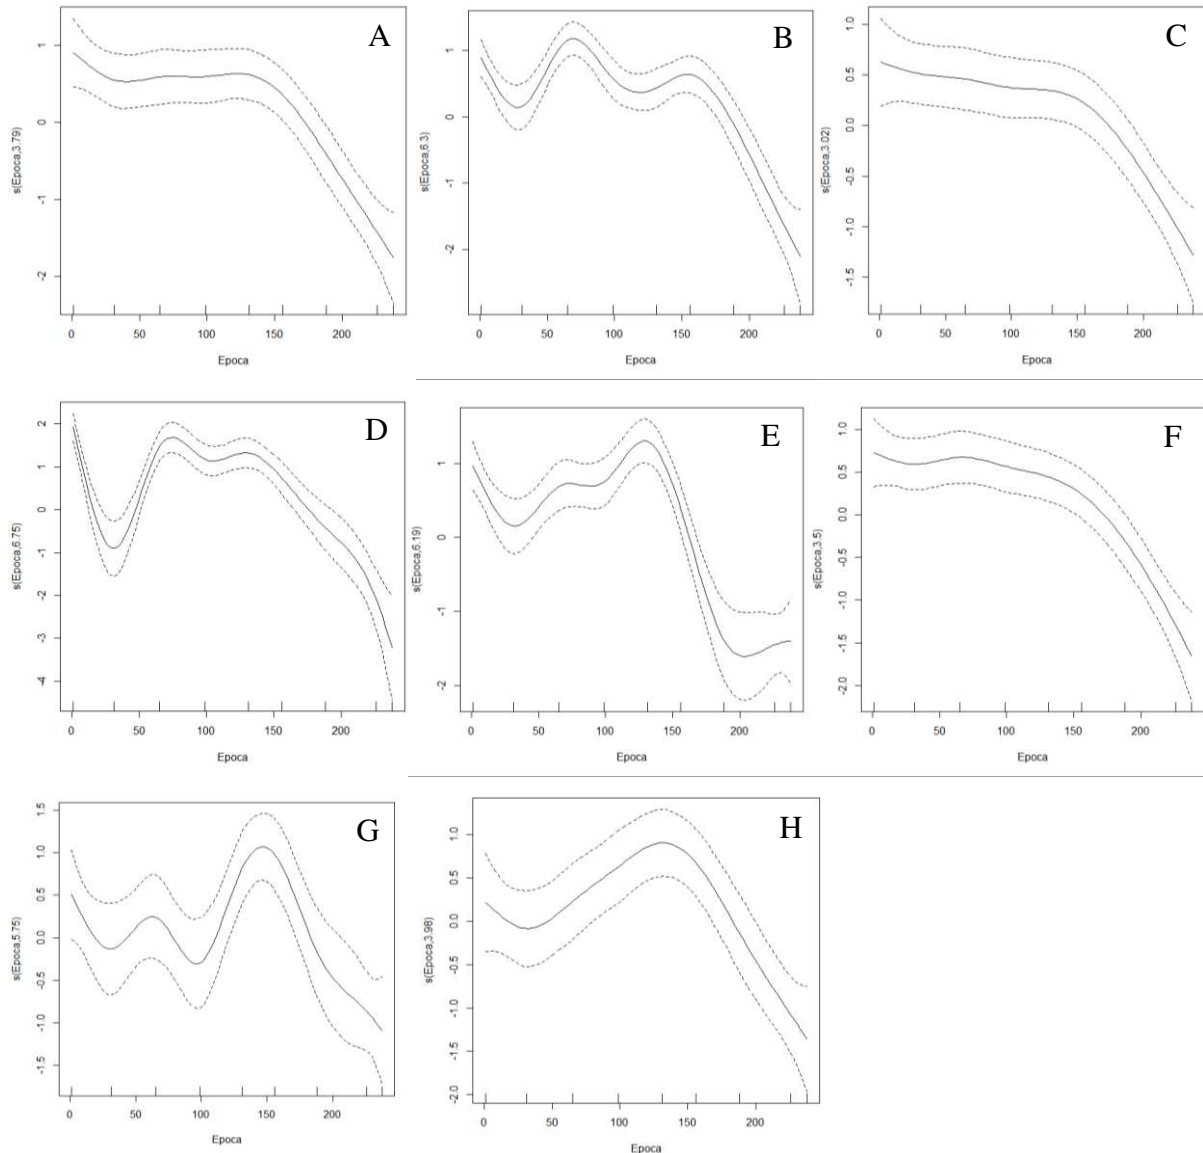 A
s(Epoca,3.79)
1
0
-1
-2
0 50 100 150 200
Epoca
B
s(Epoca,6.3)
1
0
-1
-2
0 50 100 150 200
Epoca
C
s(Epoca,3.02)
1.0
0.5
0.0
-0.5
-1.0
-1.5
0 50 100 150 200
Epoca
D
s(Epoca,6.75)
2
1
0
-1
-2
-3
-4
0 50 100 150 200
Epoca
E
s(Epoca,6.19)
1
0
-1
-2
0 50 100 150 200
Epoca
F
s(Epoca,3.5)
1.0
0.5
0.0
-0.5
-1.0
-1.5
-2.0
0 50 100 150 200
Epoca
G
s(Epoca,5.75)
1.5
1.0
0.5
0.0
-0.5
-1.0
-1.5
0 50 100 150 200
Epoca
H
s(Epoca,3.98)
1.0
0.5
0.0
-0.5
-1.0
-1.5
-2.0
0 50 100 150 200
Epoca